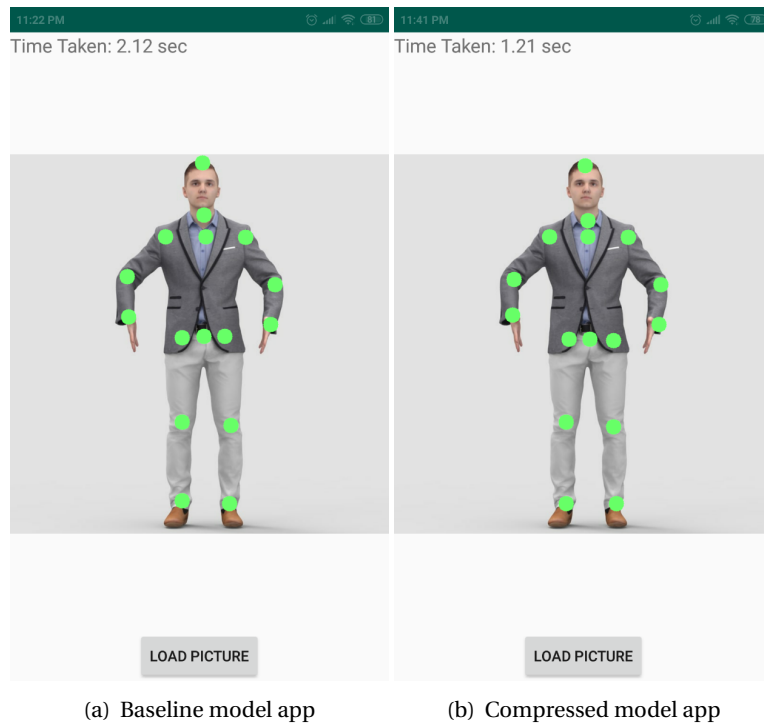 11:22 PM 81
Time Taken: 2.12 sec
LOAD PICTURE
(a) Baseline model app
11:41 PM 78
Time Taken: 1.21 sec
LOAD PICTURE
(b) Compressed model app